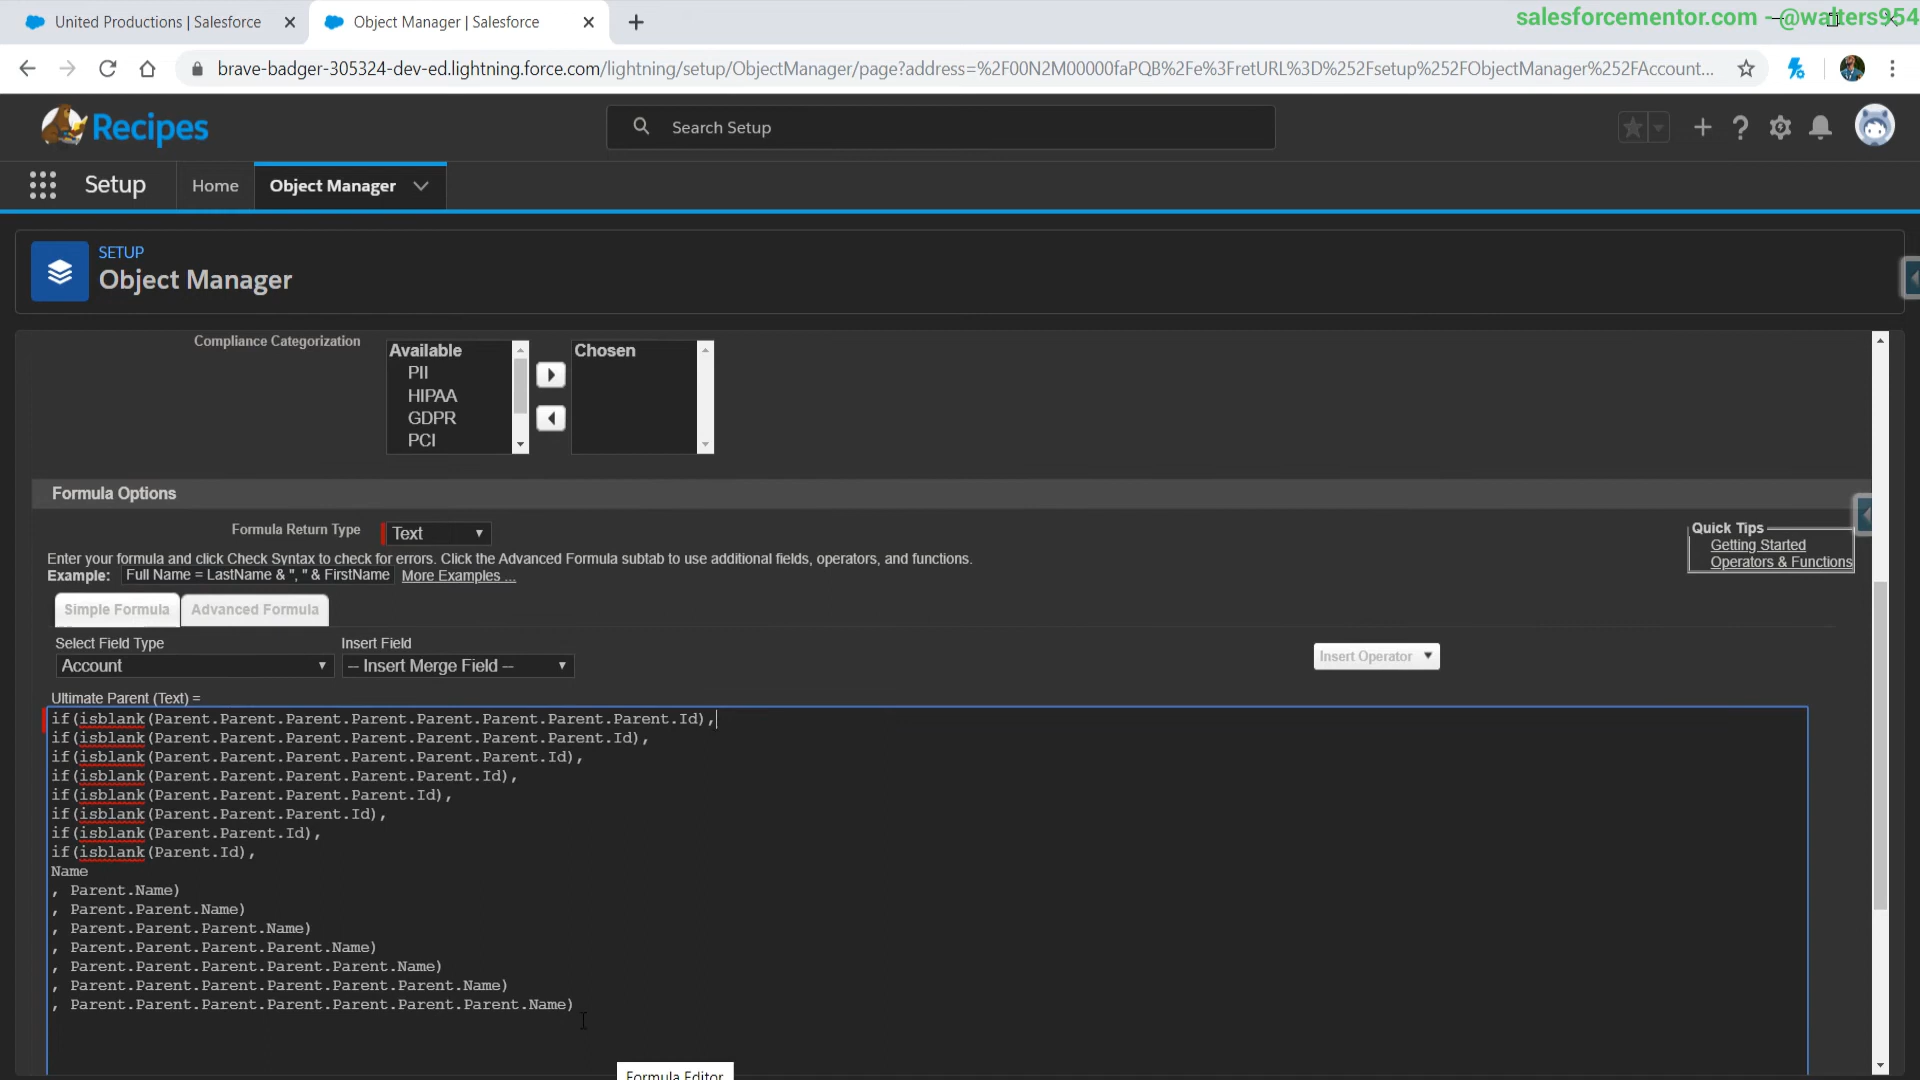 United Productions | Salesforce
Object Manager | Salesforce
salesforcementor.com - @walters954
brave-badger-305324-dev-ed.lightning.force.com/lightning/setup/ObjectManager/page?address=%2F00N2M00000faPQB%2Fe%3FretURL%3D%252Fsetup%252FObjectManager%252FAccount...
Recipes
Search Setup
Setup
Home
Object Manager
SETUP
Object Manager
Compliance Categorization
Available
PII
HIPAA
GDPR
PCI
Chosen
Formula Options
Formula Return Type
Text
Quick Tips
Getting Started
Operators & Functions
Enter your formula and click Check Syntax to check for errors. Click the Advanced Formula subtab to use additional fields, operators, and functions.
Example: Full Name = LastName & ", " & FirstName More Examples ...
Simple Formula
Advanced Formula
Select Field Type
Insert Field
Account
-- Insert Merge Field --
Insert Operator
Ultimate Parent (Text) =
if(isblank(Parent.Parent.Parent.Parent.Parent.Parent.Parent.Parent.Id),
if(isblank(Parent.Parent.Parent.Parent.Parent.Parent.Parent.Id),
if(isblank(Parent.Parent.Parent.Parent.Parent.Parent.Id),
if(isblank(Parent.Parent.Parent.Parent.Parent.Id),
if(isblank(Parent.Parent.Parent.Parent.Id),
if(isblank(Parent.Parent.Parent.Id),
if(isblank(Parent.Parent.Id),
if(isblank(Parent.Id),
Name
, Parent.Name)
, Parent.Parent.Name)
, Parent.Parent.Parent.Name)
, Parent.Parent.Parent.Parent.Name)
, Parent.Parent.Parent.Parent.Parent.Name)
, Parent.Parent.Parent.Parent.Parent.Parent.Name)
, Parent.Parent.Parent.Parent.Parent.Parent.Parent.Name)
Formula Editor